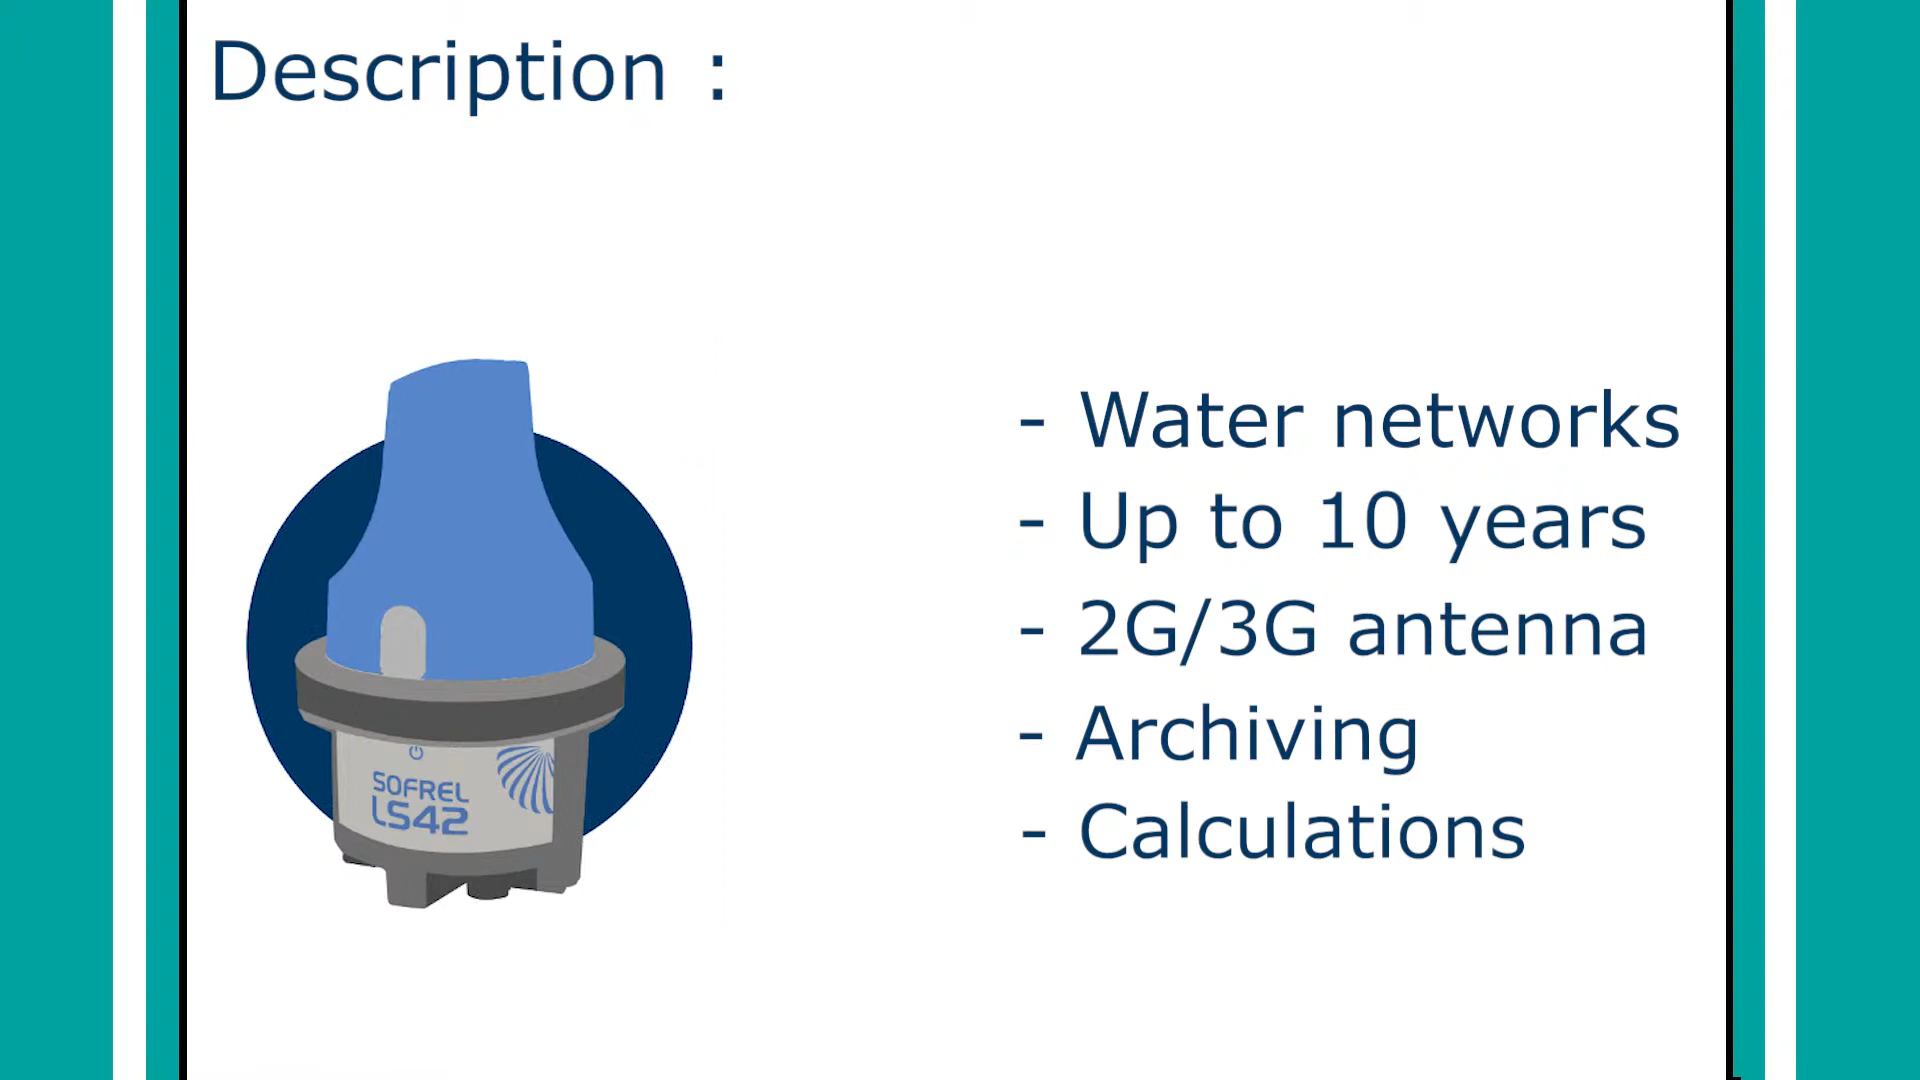 Description :
- Water networks
- Up to 10 years
- 2G/3G antenna
- Archiving
- Calculations
SOFREL
LS42